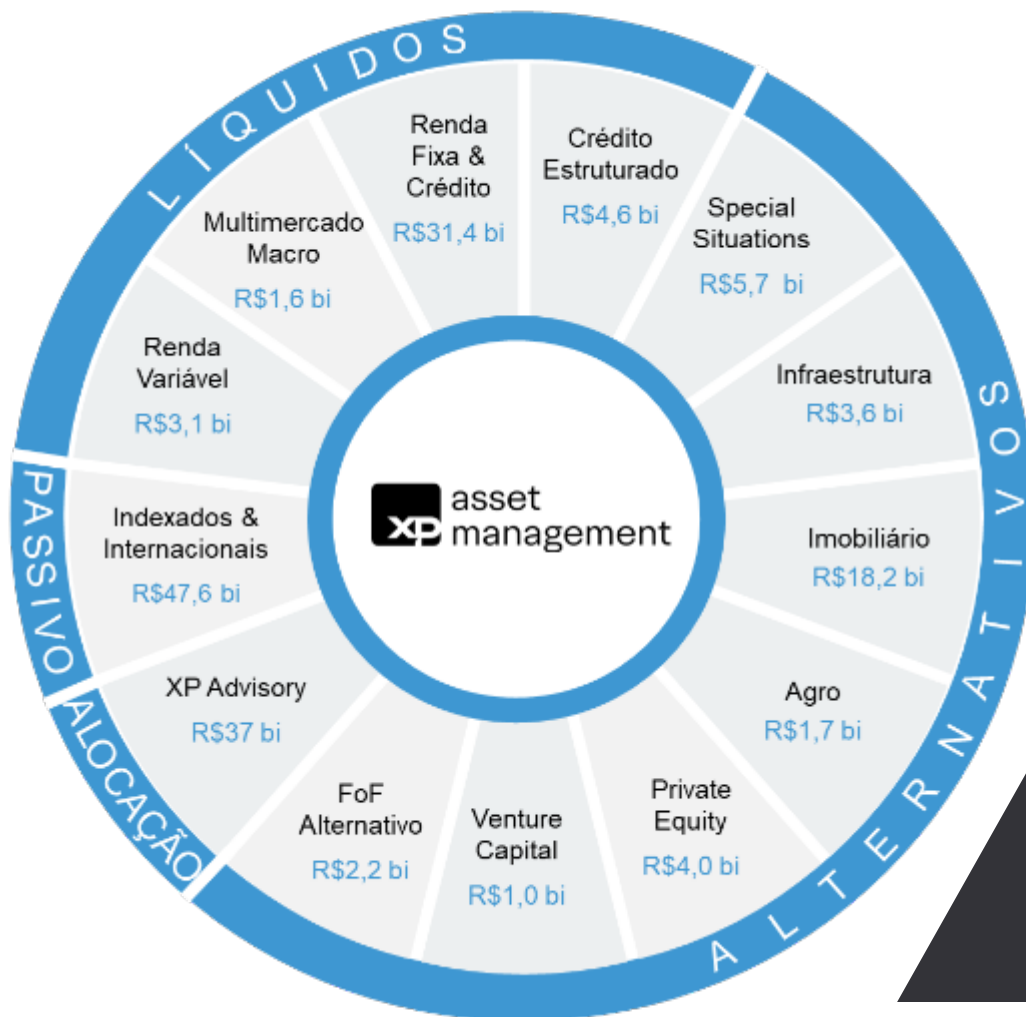 LÍQUIDOS
Renda
Fixa &
Crédito
R$31,4 bi
Crédito
Estruturado
R$4,6 bi
Special
Situations
R$5,7 bi
Infraestrutura
R$3,6 bi
Imobiliário
R$18,2 bi
Agro
R$1,7 bi
Private
Equity
R$4,0 bi
Venture
Capital
R$1,0 bi
FoF
Alternativo
R$2,2 bi
ALTERNATIVOS
XP Advisory
R$37 bi
ALOCAÇÃO
Indexados &
Internacionais
R$47,6 bi
PASSIVO
Renda
Variável
R$3,1 bi
Multimercado
Macro
R$1,6 bi
XP asset
management